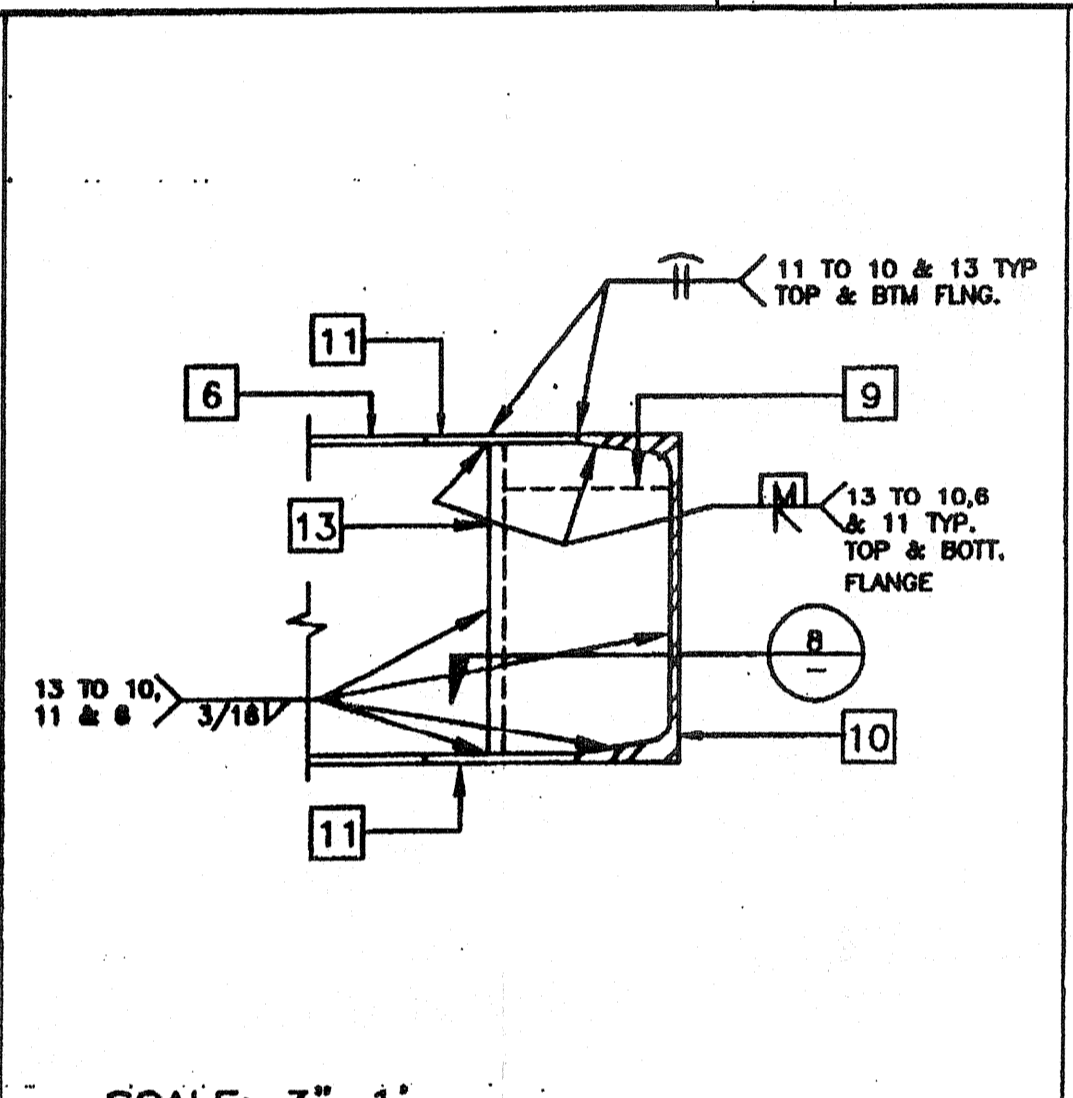 11 TO 10 & 13 TYP
TOP & BTM FLNG.
11
6
9
13 TO 10,6
& 11 TYP.
TOP & BOTT.
FLANGE
M
13
8
13 TO 10,
11 & 6
3/16
10
11
SCALE: 3" 1'